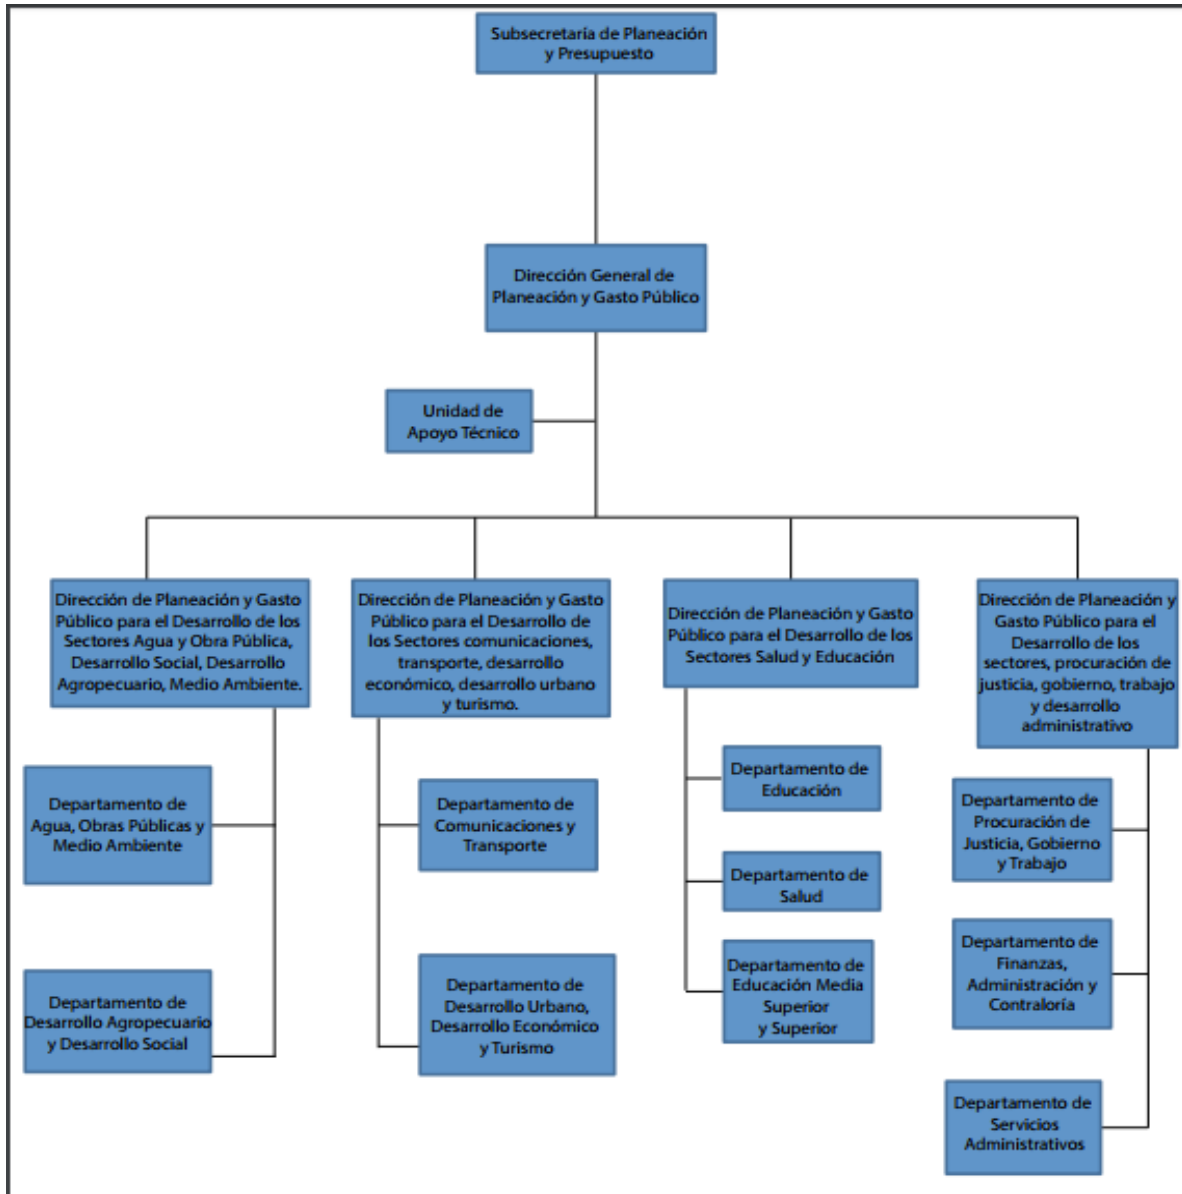 Subsecretaría de Planeación
y Presupuesto
Dirección General de
Planeación y Gasto Público
Unidad de
Apoyo Técnico
Dirección de Planeación y Gasto
Público para el Desarrollo de los
Sectores Agua y Obra Pública,
Desarrollo Social, Desarrollo
Agropecuario, Medio Ambiente.
Dirección de Planeación y Gasto
Público para el Desarrollo de
los Sectores comunicaciones,
transporte, desarrollo
económico, desarrollo urbano
y turismo.
Dirección de Planeación y Gasto
Público para el Desarrollo de los
Sectores Salud y Educación
Dirección de Planeación y
Gasto Público para el
Desarrollo de los
sectores, procuración de
justicia, gobierno, trabajo
y desarrollo
administrativo
Departamento de
Agua, Obras Públicas y
Medio Ambiente
Departamento de
Desarrollo Agropecuario
y Desarrollo Social
Departamento de
Comunicaciones y
Transporte
Departamento de
Desarrollo Urbano,
Desarrollo Económico
y Turismo
Departamento de
Educación
Departamento de
Salud
Departamento de
Educación Media
Superior
y Superior
Departamento de
Procuración de
Justicia, Gobierno
y Trabajo
Departamento de
Finanzas,
Administración y
Contraloría
Departamento de
Servicios
Administrativos